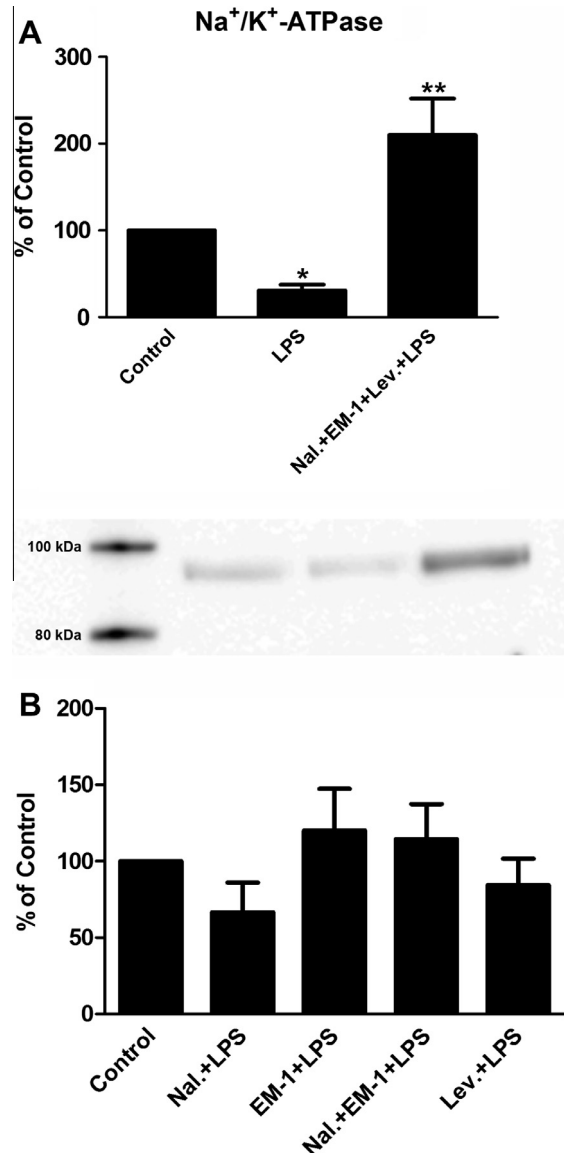 A
Na⁺/K⁺-ATPase
% of Control
300
200
100
0
*
**
Control
LPS
Nal.+EM-1+Lev.+LPS
100 kDa
80 kDa
B
% of Control
200
150
100
50
0
Control
Nal.+LPS
EM-1+LPS
Nal.+EM-1+LPS
Lev.+LPS